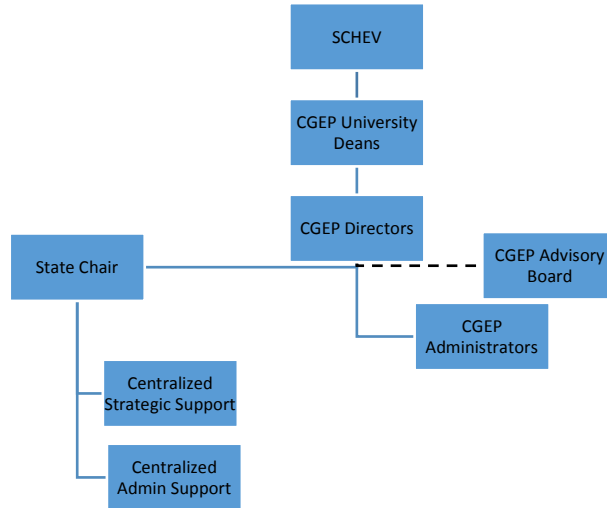 SCHEV
CGEP University
Deans
CGEP Directors
State Chair
CGEP Advisory
Board
CGEP
Administrators
Centralized
Strategic Support
Centralized
Admin Support